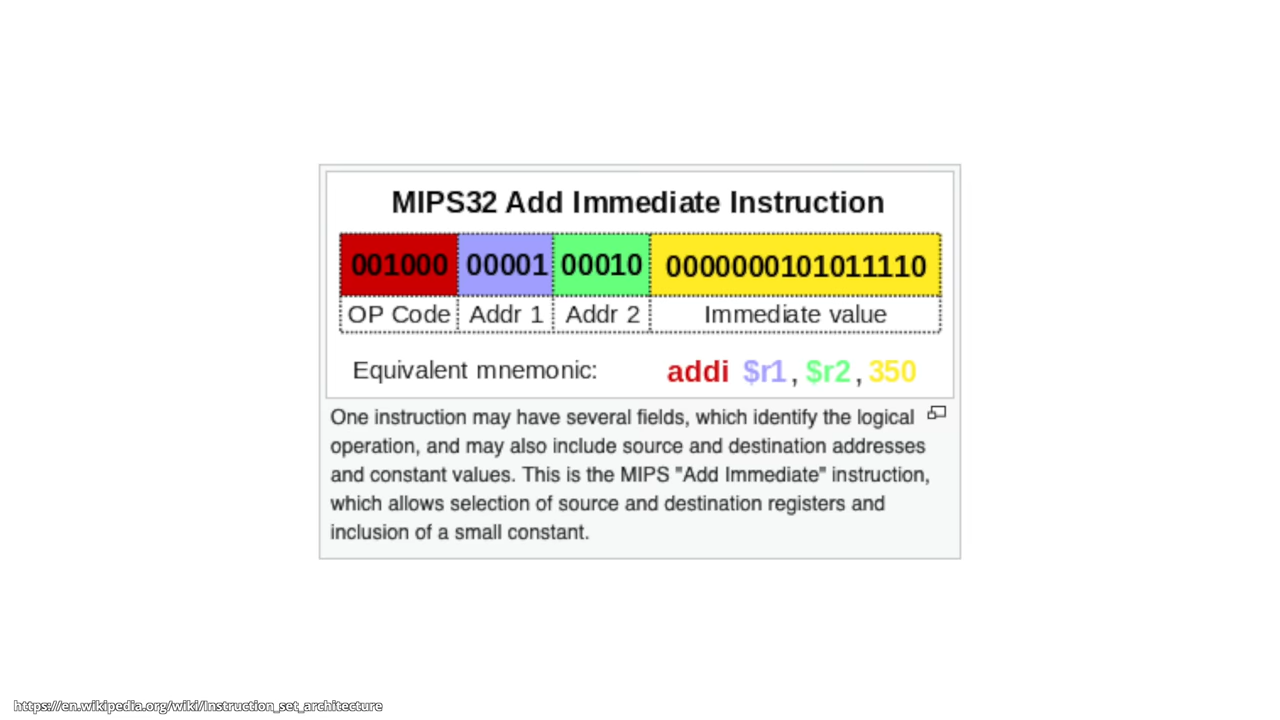 MIPS32 Add Immediate Instruction
001000 00001 00010 0000000101011110
OP Code Addr 1 Addr 2 Immediate value
Equivalent mnemonic: addi $r1 , $r2 , 350
One instruction may have several fields, which identify the logical
operation, and may also include source and destination addresses
and constant values. This is the MIPS "Add Immediate" instruction,
which allows selection of source and destination registers and
inclusion of a small constant.
https://en.wikipedia.org/wiki/Instruction_set_architecture